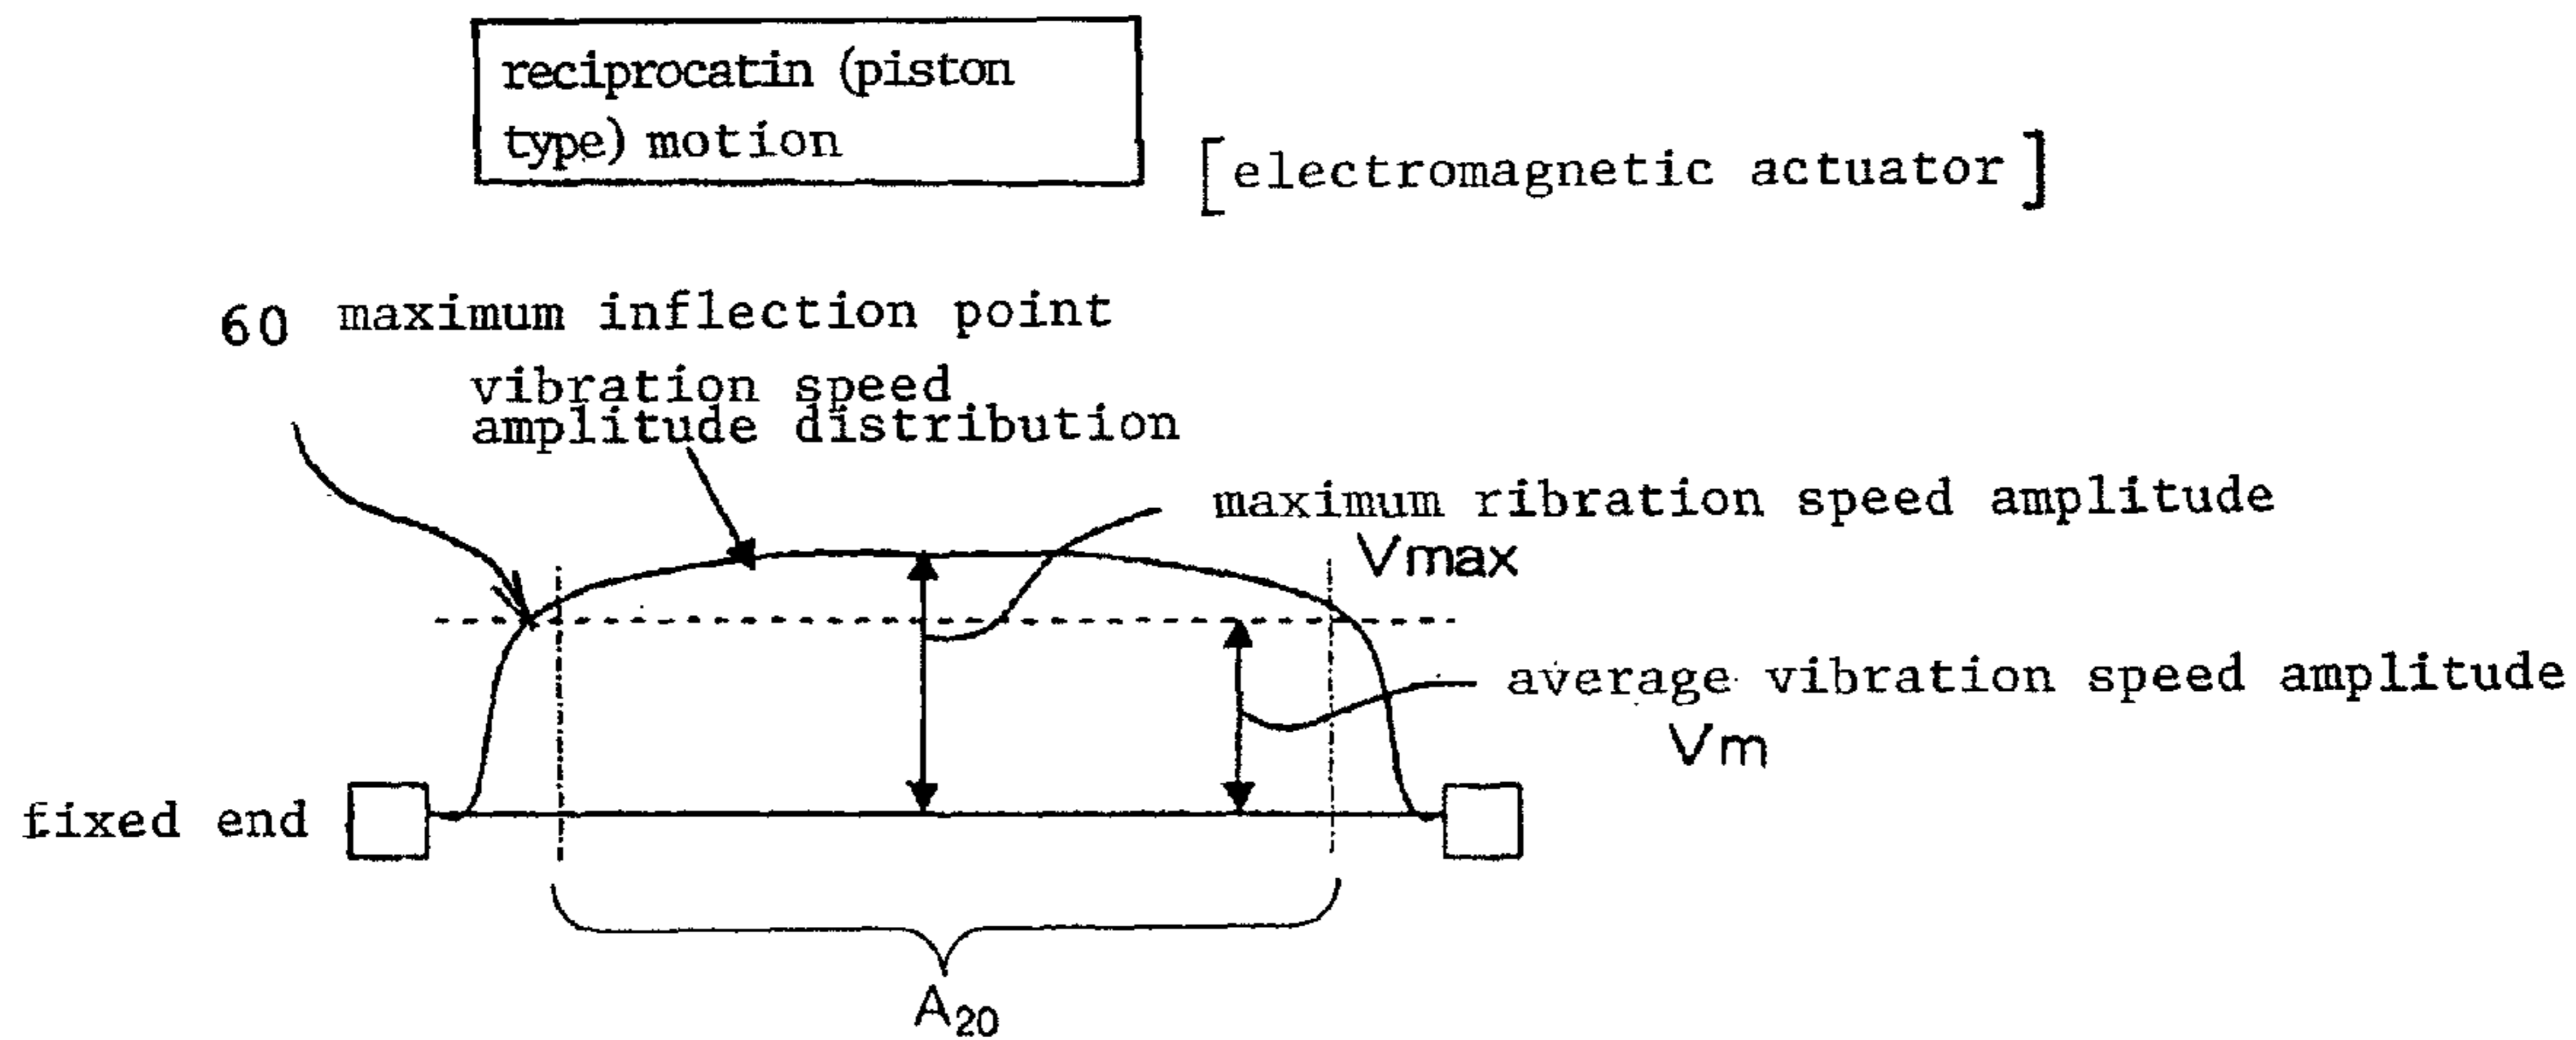 reciprocatin (piston
type) motion
[electromagnetic actuator]
60 maximum inflection point
vibration speed
amplitude distribution
maximum ribration speed amplitude
Vmax
average vibration speed amplitude
Vm
fixed end
A20